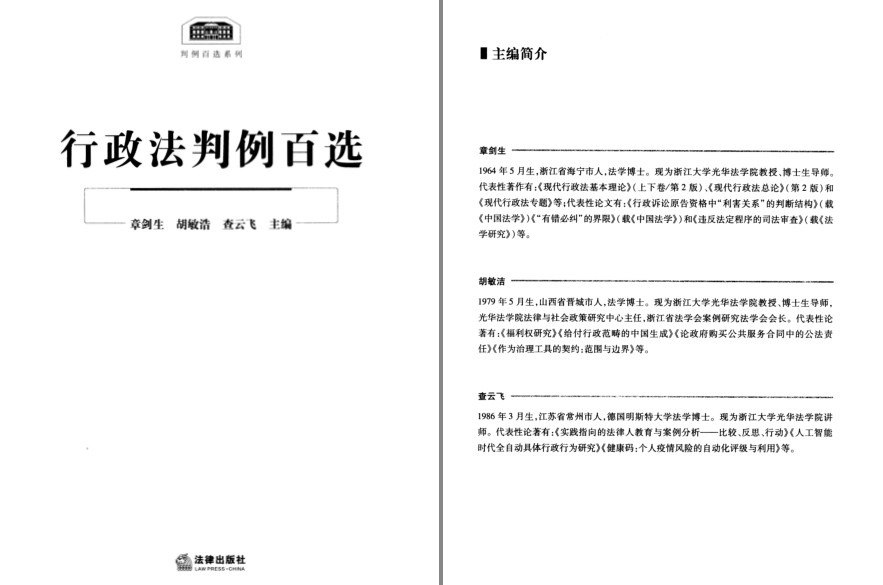 判例百选系列
行政法判例百选
章剑生 胡敏洁 查云飞 主编
法律出版社
LAW PRESS·CHINA
主编简介
章剑生
1964 年 5 月生,浙江省海宁市人,法学博士。现为浙江大学光华法学院教授、博士生导师。
代表性著作有:《现代行政法基本理论》(上下卷/第 2 版)、《现代行政法总论》(第 2 版)和
《现代行政法专题》等;代表性论文有:《行政诉讼原告资格中“利害关系”的判断结构》(载
《中国法学》)《“有错必纠”的界限》(载《中国法学》)和《违反法定程序的司法审查》(载《法
学研究》)等。
胡敏洁
1979 年 5 月生,山西省晋城市人,法学博士。现为浙江大学光华法学院教授、博士生导师,
光华法学院法律与社会政策研究中心主任,浙江省法学会案例研究法学会会长。代表性论
著有:《福利权研究》《给付行政范畴的中国生成》《论政府购买公共服务合同中的公法责
任》《作为治理工具的契约:范围与边界》等。
查云飞
1986 年 3 月生,江苏省常州市人,德国明斯特大学法学博士。现为浙江大学光华法学院讲
师。代表性论著有:《实践指向的法律人教育与案例分析——比较、反思、行动》《人工智能
时代全自动具体行政行为研究》《健康码:个人疫情风险的自动化评级与利用》等。